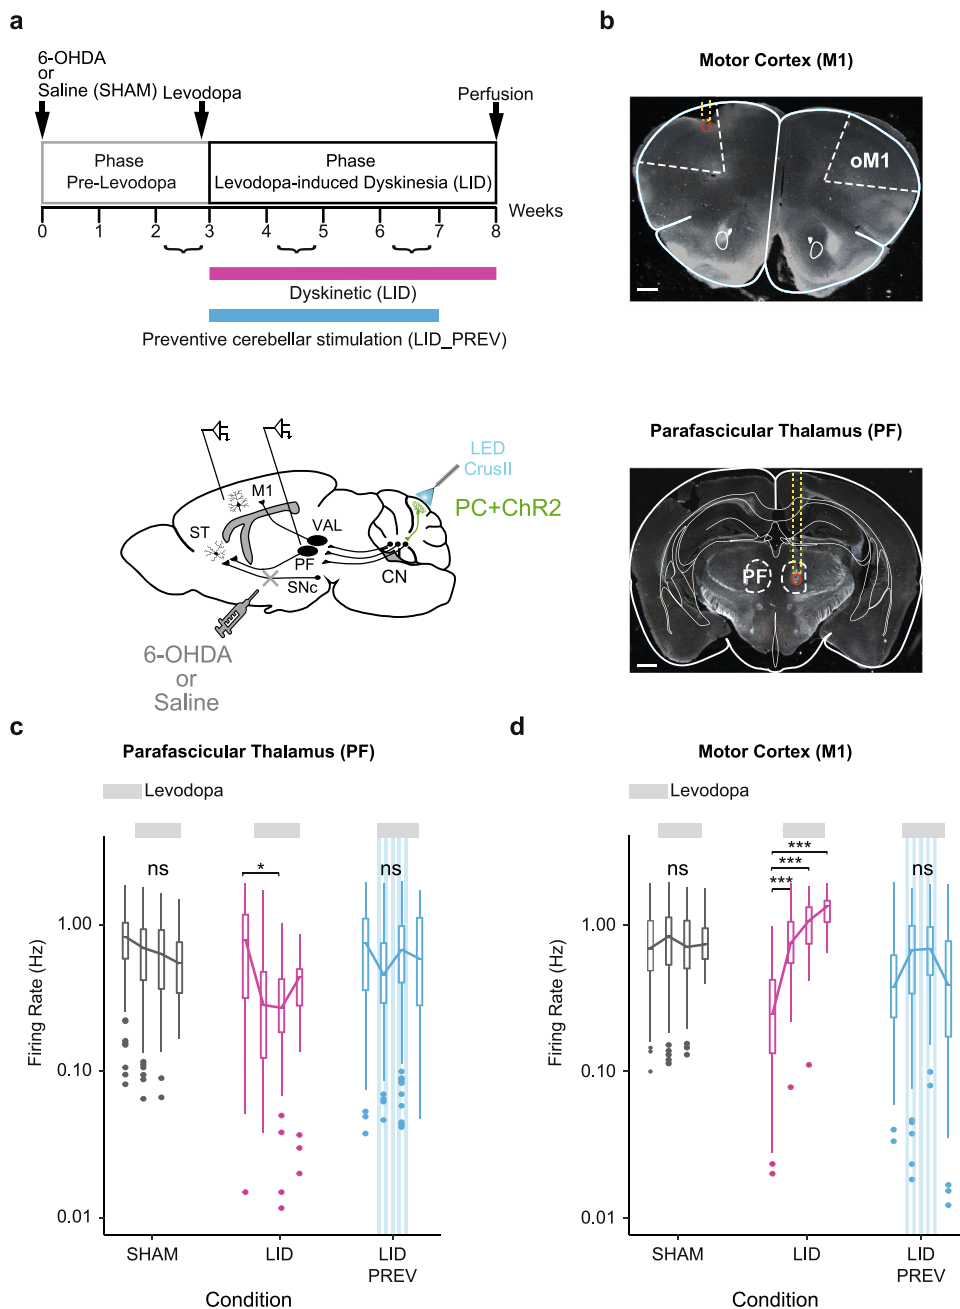 a
6-OHDA
or
Saline (SHAM)
Levodopa
Perfusion
Phase
Pre-Levodopa
Phase
Levodopa-induced Dyskinesia (LID)
0 1 2 3 4 5 6 7 8
Weeks
Dyskinetic (LID)
Preventive cerebellar stimulation (LID_PREV)
LED
CrusII
PC+ChR2
M1
ST
VAL
PF
SNc
CN
6-OHDA
or
Saline
b
Motor Cortex (M1)
oM1
Parafascicular Thalamus (PF)
PF
c
Parafascicular Thalamus (PF)
Levodopa
ns
*
ns
1.00
0.10
0.01
Firing Rate (Hz)
SHAM
LID
LID
PREV
Condition
d
Motor Cortex (M1)
Levodopa
ns
***
***
***
ns
1.00
0.10
0.01
Firing Rate (Hz)
SHAM
LID
LID
PREV
Condition